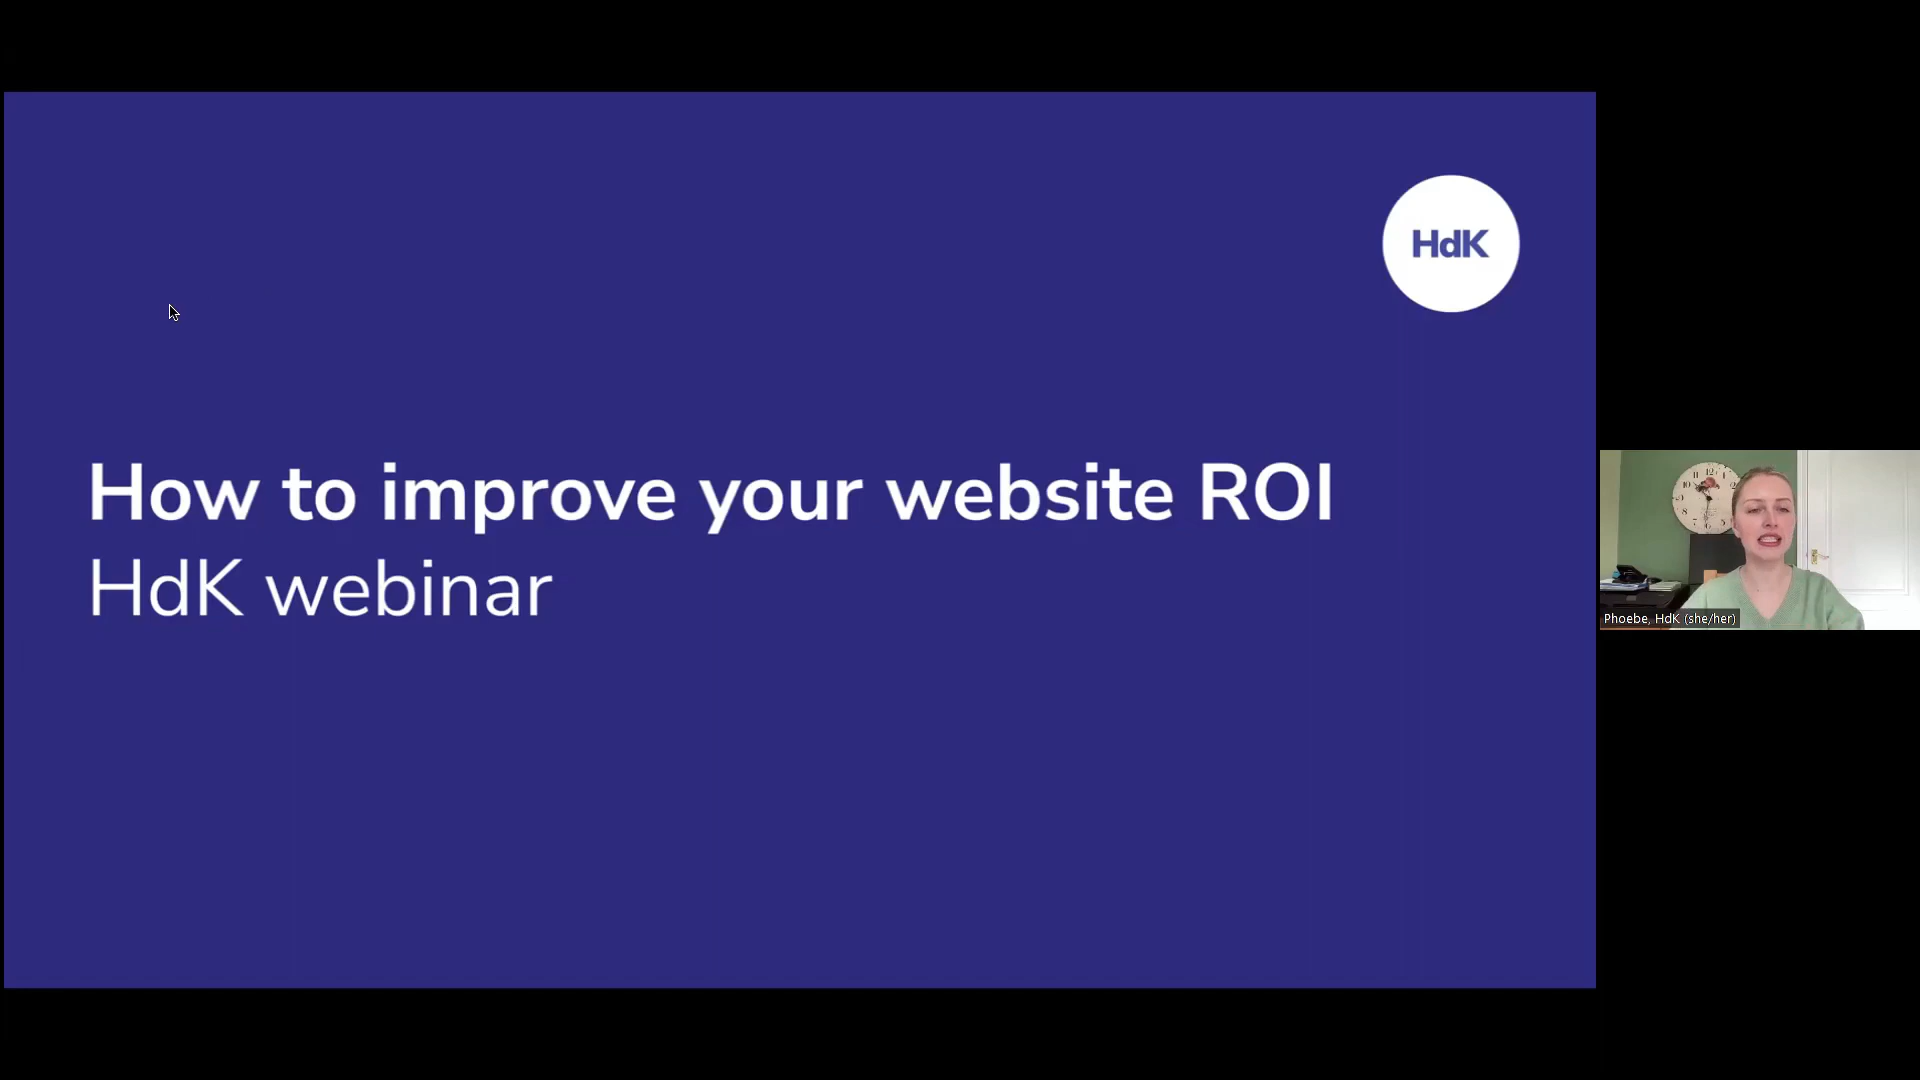 HdK
How to improve your website ROI
HdK webinar
Phoebe, HdK (she/her)